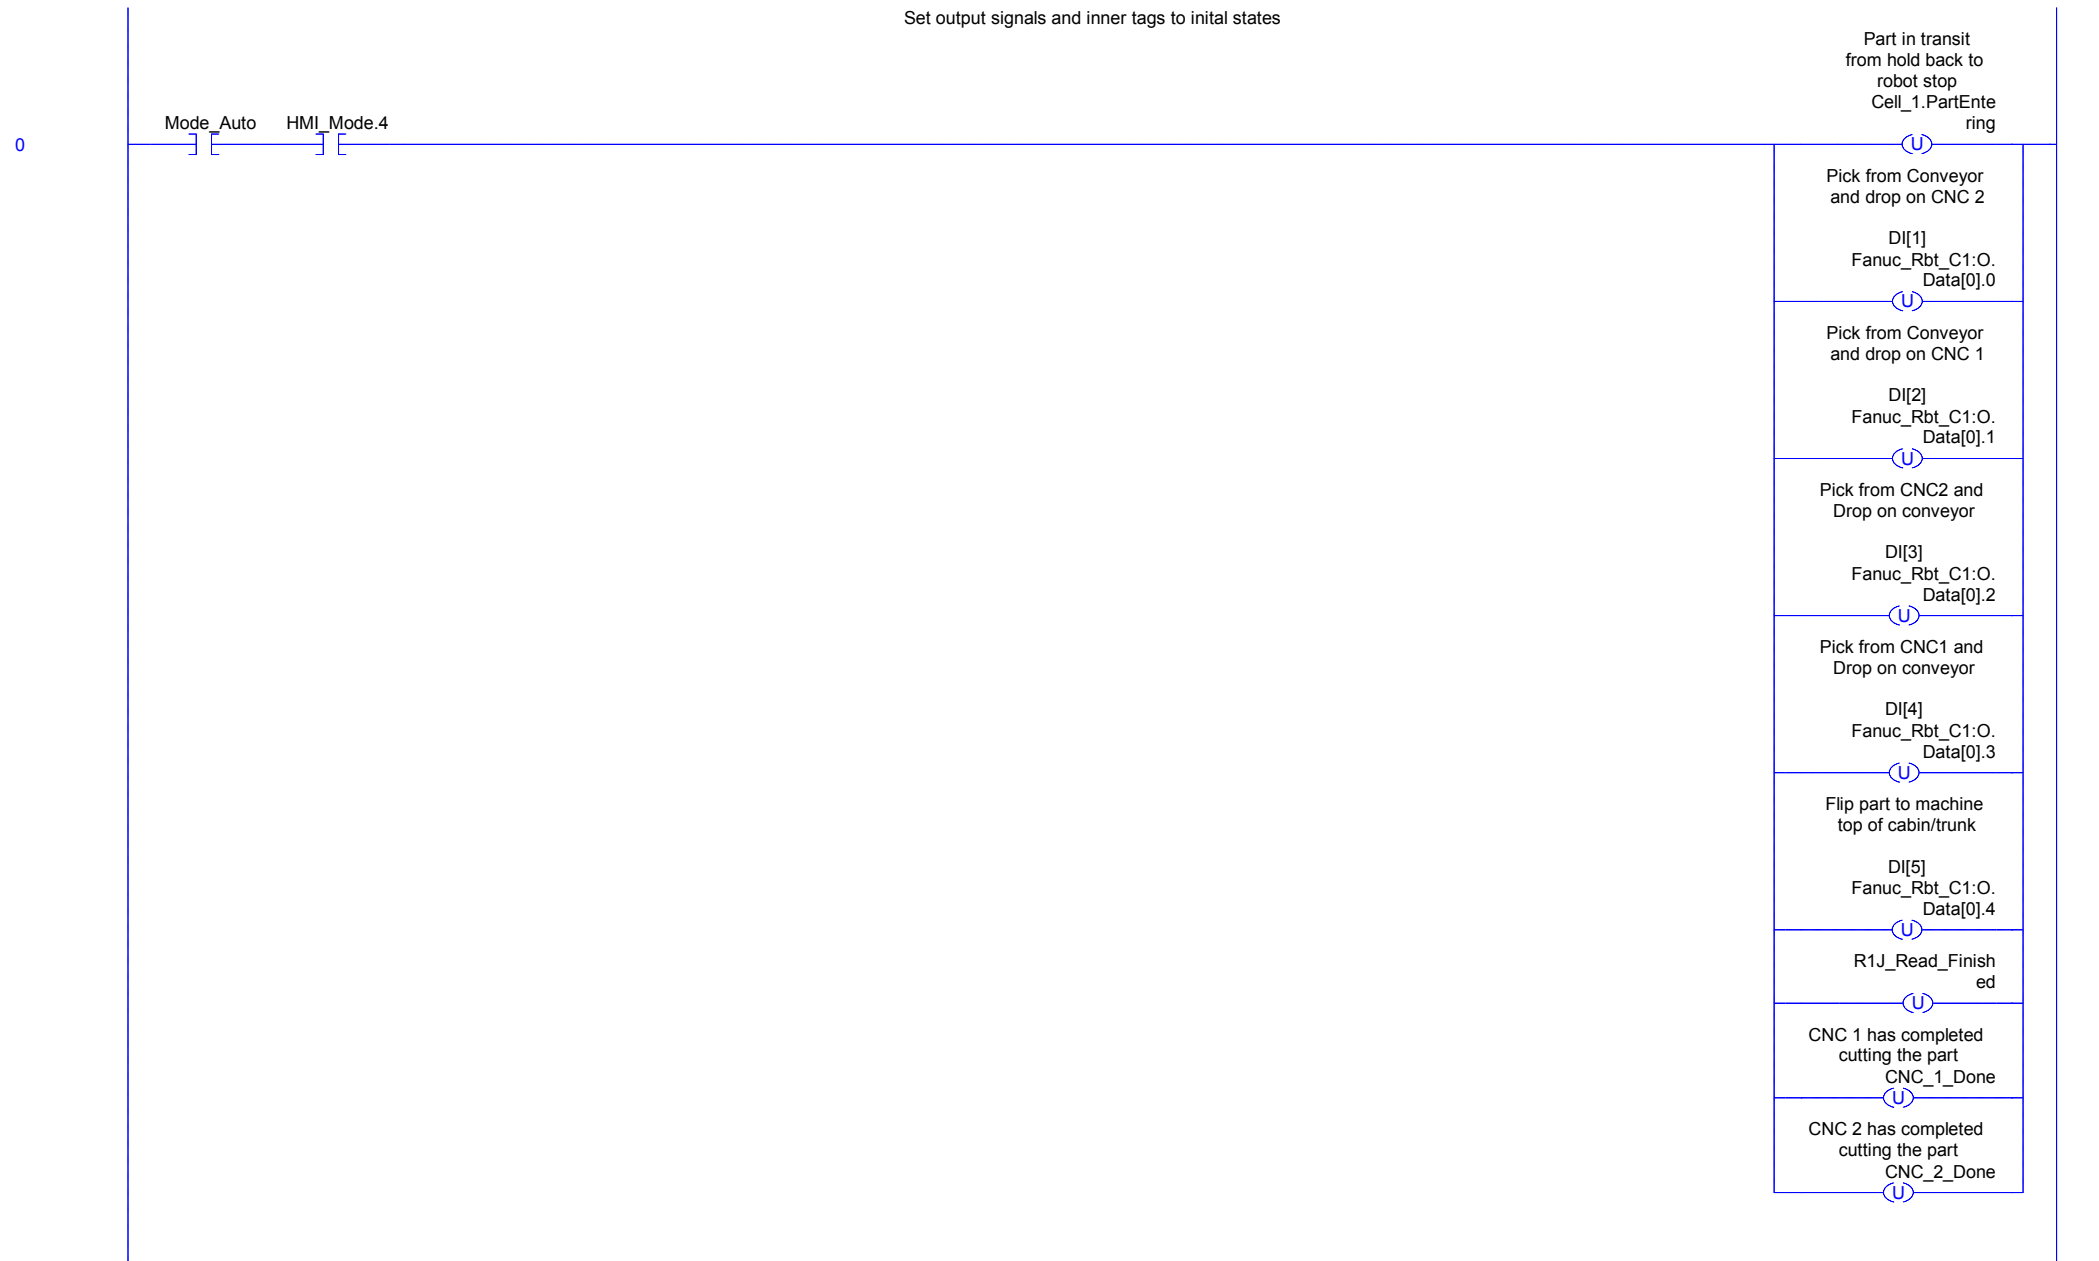 Set output signals and inner tags to inital states
Part in transit
from hold back to
robot stop
Cell_1.PartEnte
ring
Mode_Auto
HMI_Mode.4
0
U
Pick from Conveyor
and drop on CNC 2
DI[1]
Fanuc_Rbt_C1:O.
Data[0].0
U
Pick from Conveyor
and drop on CNC 1
DI[2]
Fanuc_Rbt_C1:O.
Data[0].1
U
Pick from CNC2 and
Drop on conveyor
DI[3]
Fanuc_Rbt_C1:O.
Data[0].2
U
Pick from CNC1 and
Drop on conveyor
DI[4]
Fanuc_Rbt_C1:O.
Data[0].3
U
Flip part to machine
top of cabin/trunk
DI[5]
Fanuc_Rbt_C1:O.
Data[0].4
U
R1J_Read_Finish
ed
U
CNC 1 has completed
cutting the part
CNC_1_Done
U
CNC 2 has completed
cutting the part
CNC_2_Done
U